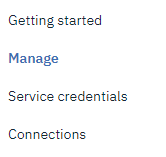 Getting started
Manage
Service credentials
Connections